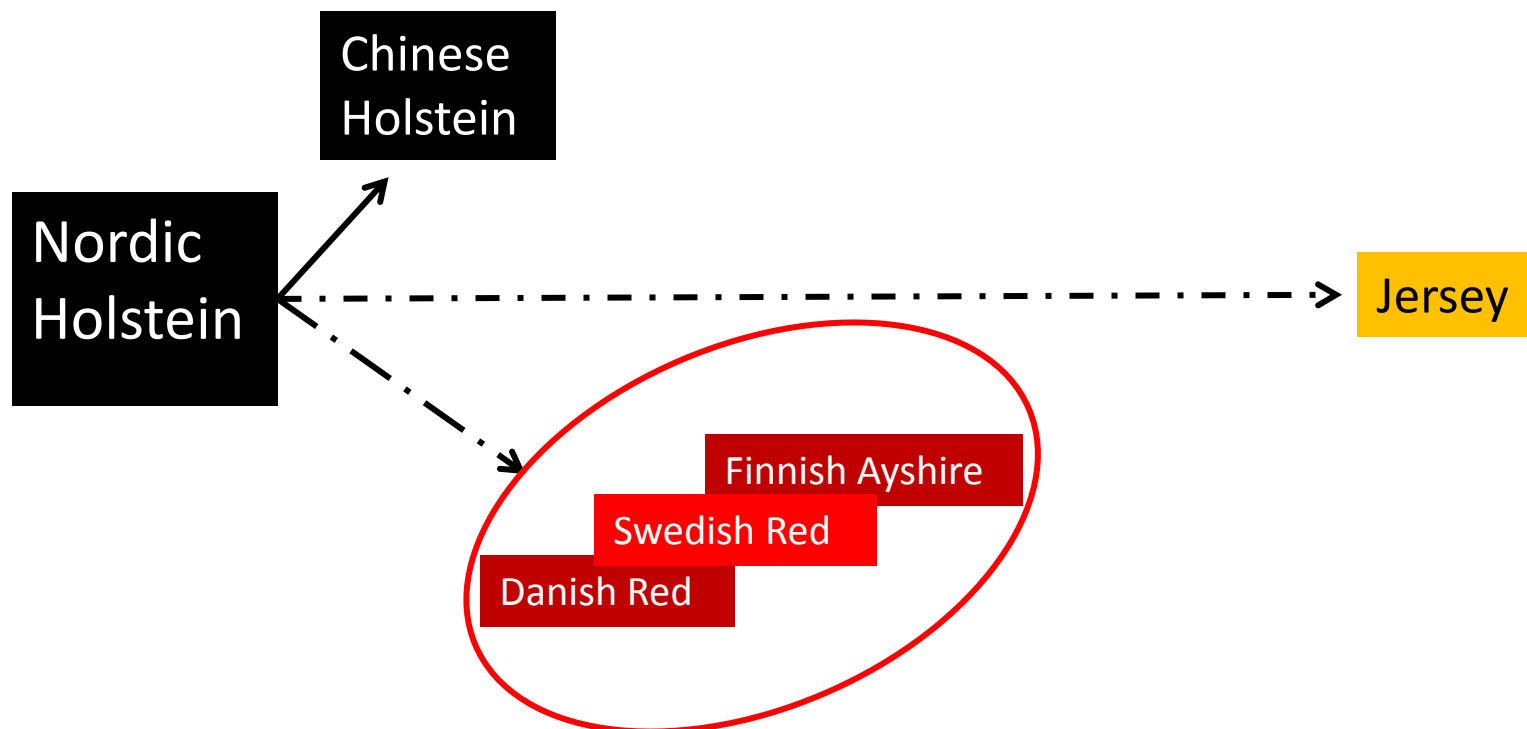 Chinese
Holstein
Nordic
Holstein
Jersey
Finnish Ayshire
Swedish Red
Danish Red